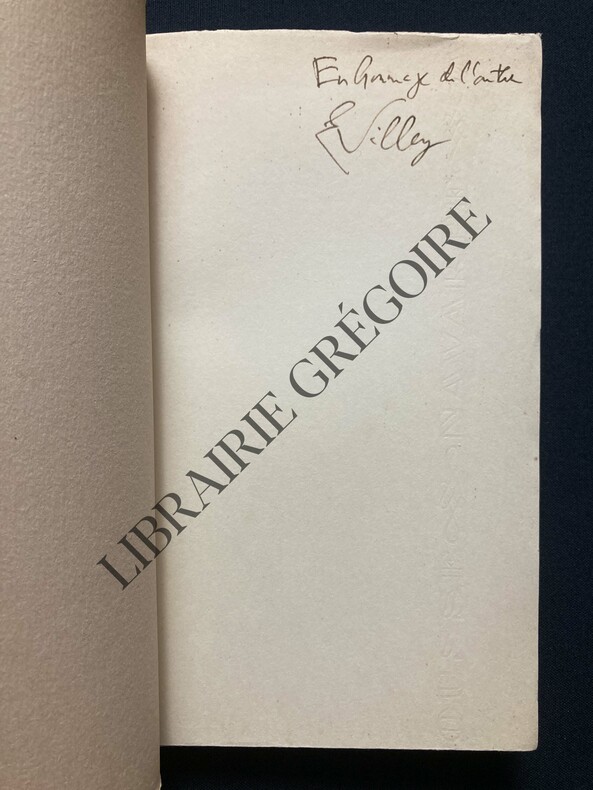 En hommage de l'auteur
E Villey
LIBRAIRIE GRÉGOIRE